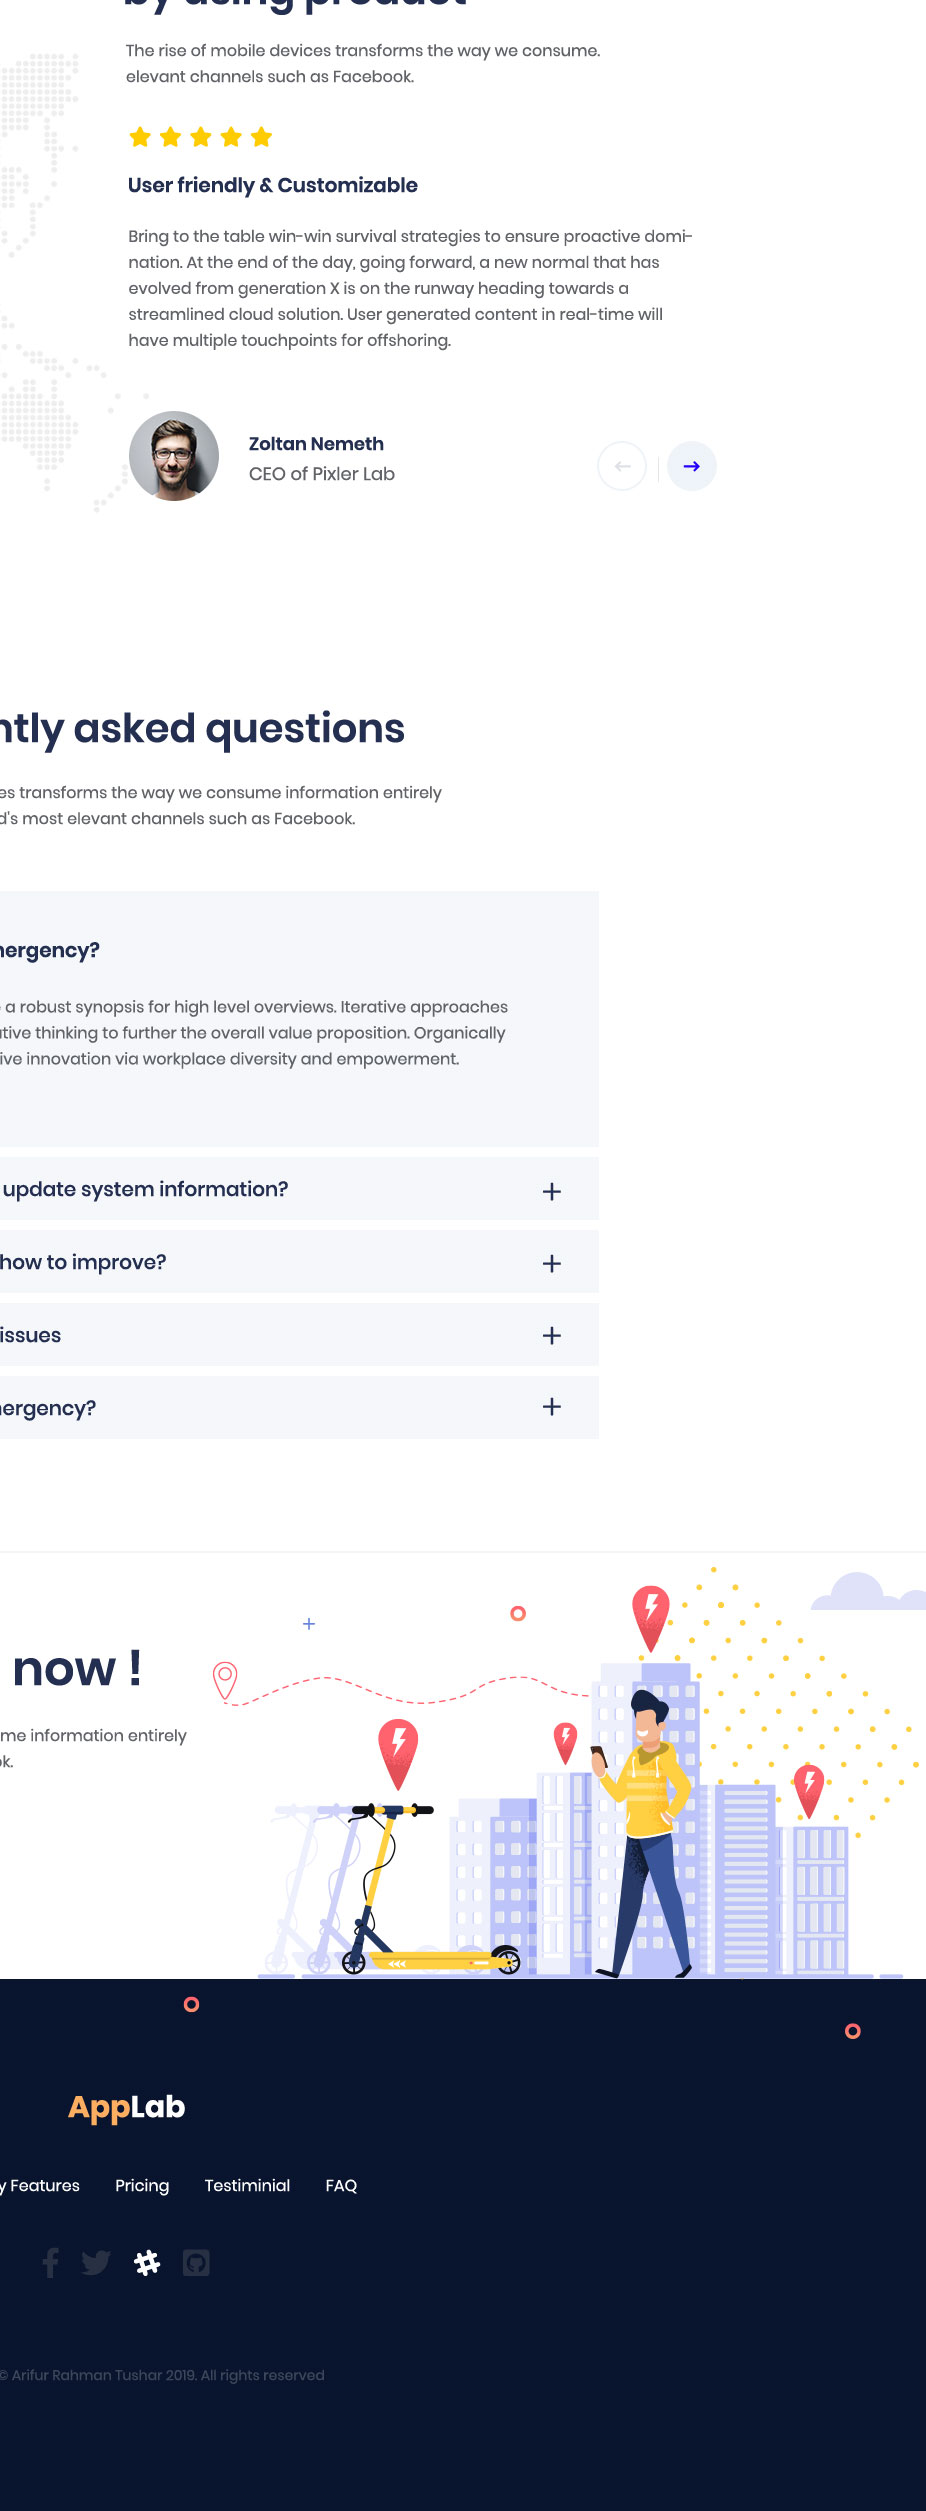 by using product
The rise of mobile devices transforms the way we consume.
elevant channels such as Facebook.
User friendly & Customizable
Bring to the table win-win survival strategies to ensure proactive domi-
nation. At the end of the day, going forward, a new normal that has
evolved from generation X is on the runway heading towards a
streamlined cloud solution. User generated content in real-time will
have multiple touchpoints for offshoring.
Zoltan Nemeth
CEO of Pixler Lab
ntly asked questions
es transforms the way we consume information entirely
d's most elevant channels such as Facebook.
nergency?
a robust synopsis for high level overviews. Iterative approaches
ative thinking to further the overall value proposition. Organically
ive innovation via workplace diversity and empowerment.
update system information?
how to improve?
issues
nergency?
now !
me information entirely
ok.
AppLab
y Features Pricing Testiminial FAQ
© Arifur Rahman Tushar 2019. All rights reserved